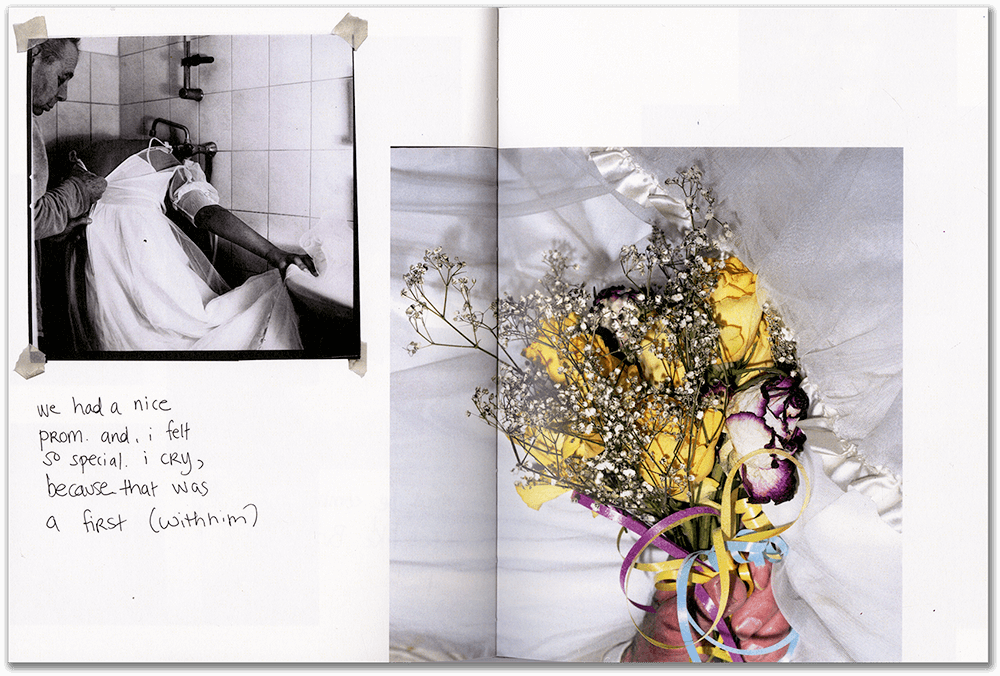 we had a nice
prom. and, i felt
so special. i cry,
because that was
a first (with him)